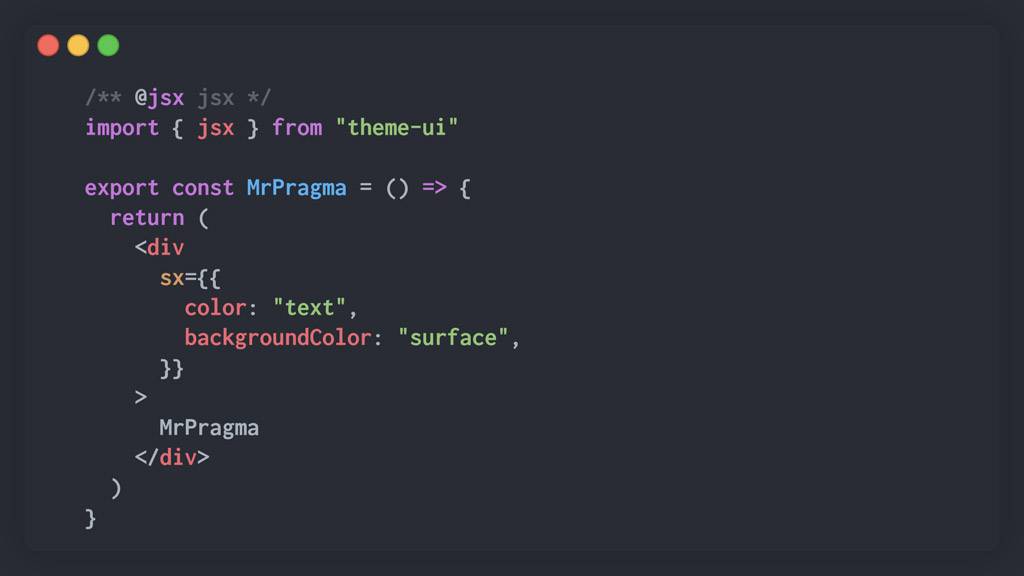 /** @jsx jsx */
import { jsx } from "theme-ui"
export const MrPragma = () => {
return (
<div
sx={{
color: "text",
backgroundColor: "surface",
}}
>
MrPragma
</div>
)
}